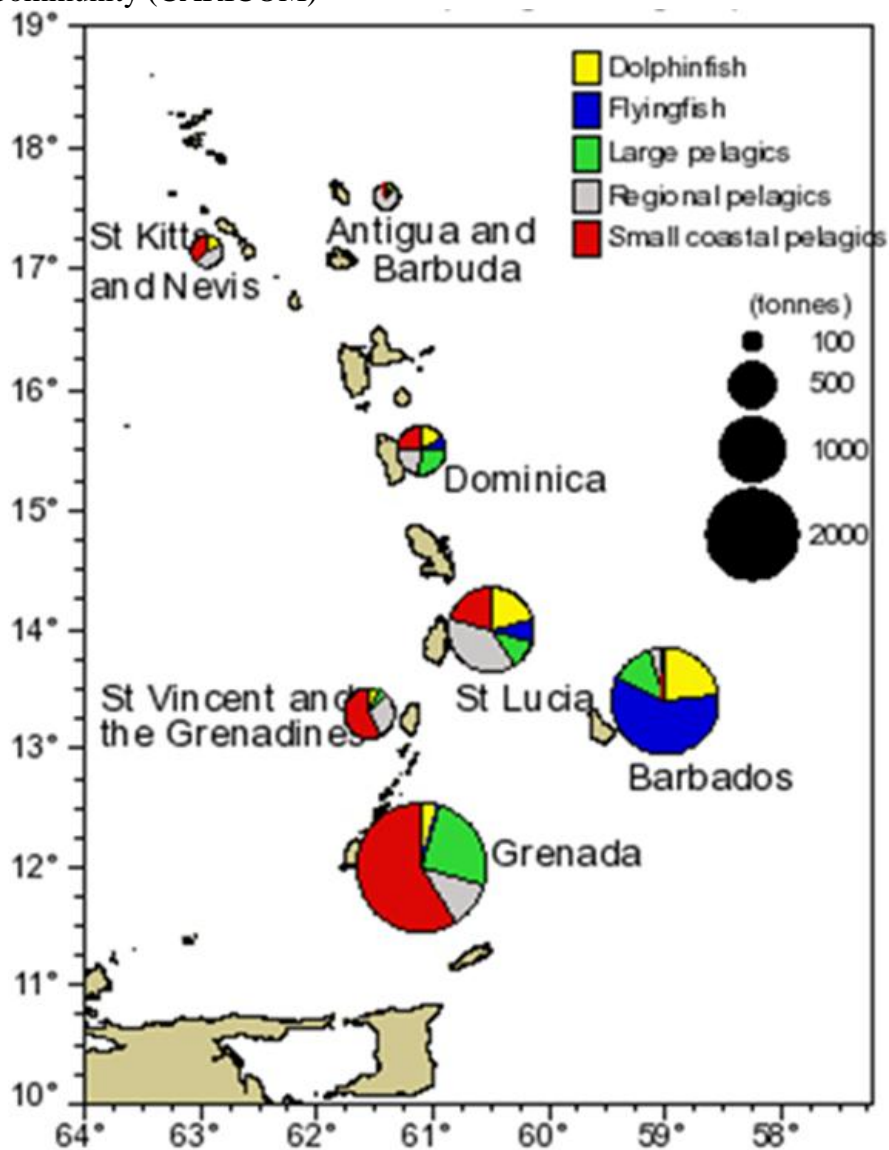 19°
Dolphinfish
Flyingfish
Large pelagics
Regional pelagics
Small coastal pelagics
18°
St Kitts
and Nevis
Antigua and
Barbuda
17°
(tonnes)
100
500
1000
2000
16°
Dominica
15°
14°
St Vincent and
the Grenadines
St Lucia
13°
Barbados
Grenada
12°
11°
10°
64° 63° 62° 61° 60° 59° 58°